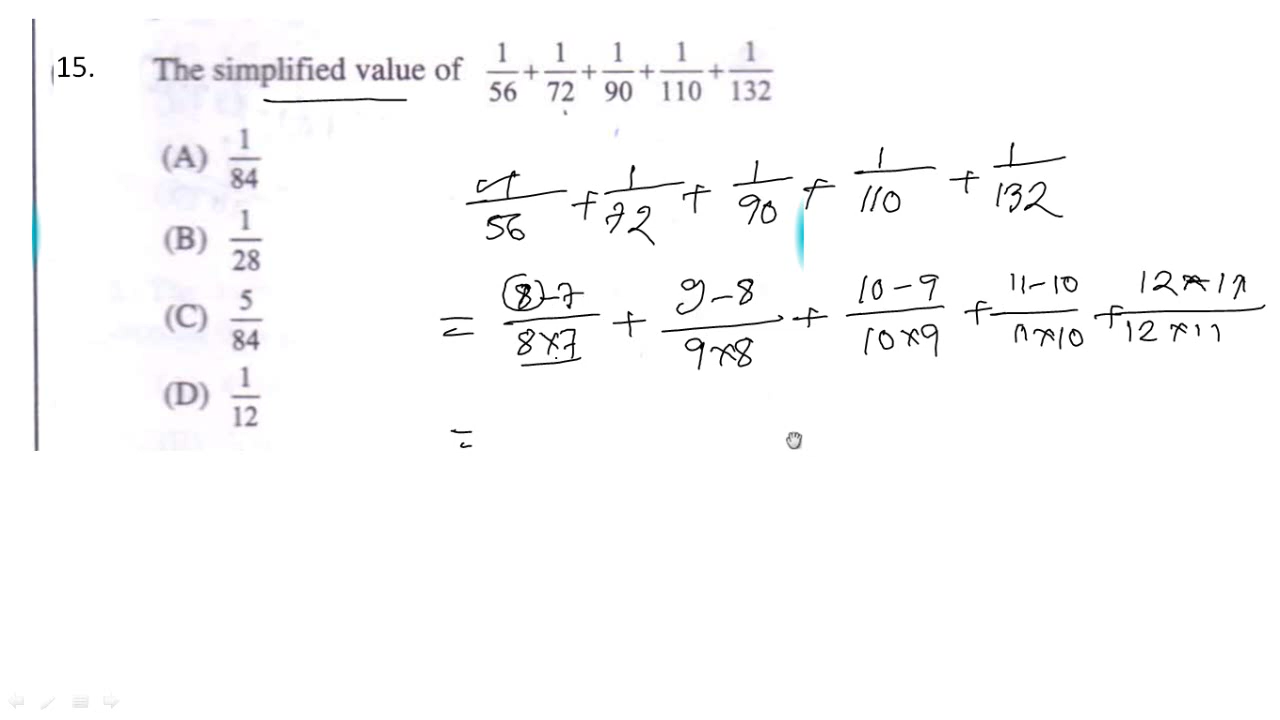 15. The simplified value of 1/56 + 1/72 + 1/90 + 1/110 + 1/132
(A) 1/84
(B) 1/28
(C) 5/84
(D) 1/12
1/56 + 1/72 + 1/90 + 1/110 + 1/132
= 8-7/8×7 + 9-8/9×8 + 10-9/10×9 + 11-10/11×10 + 12×11/12×11
=